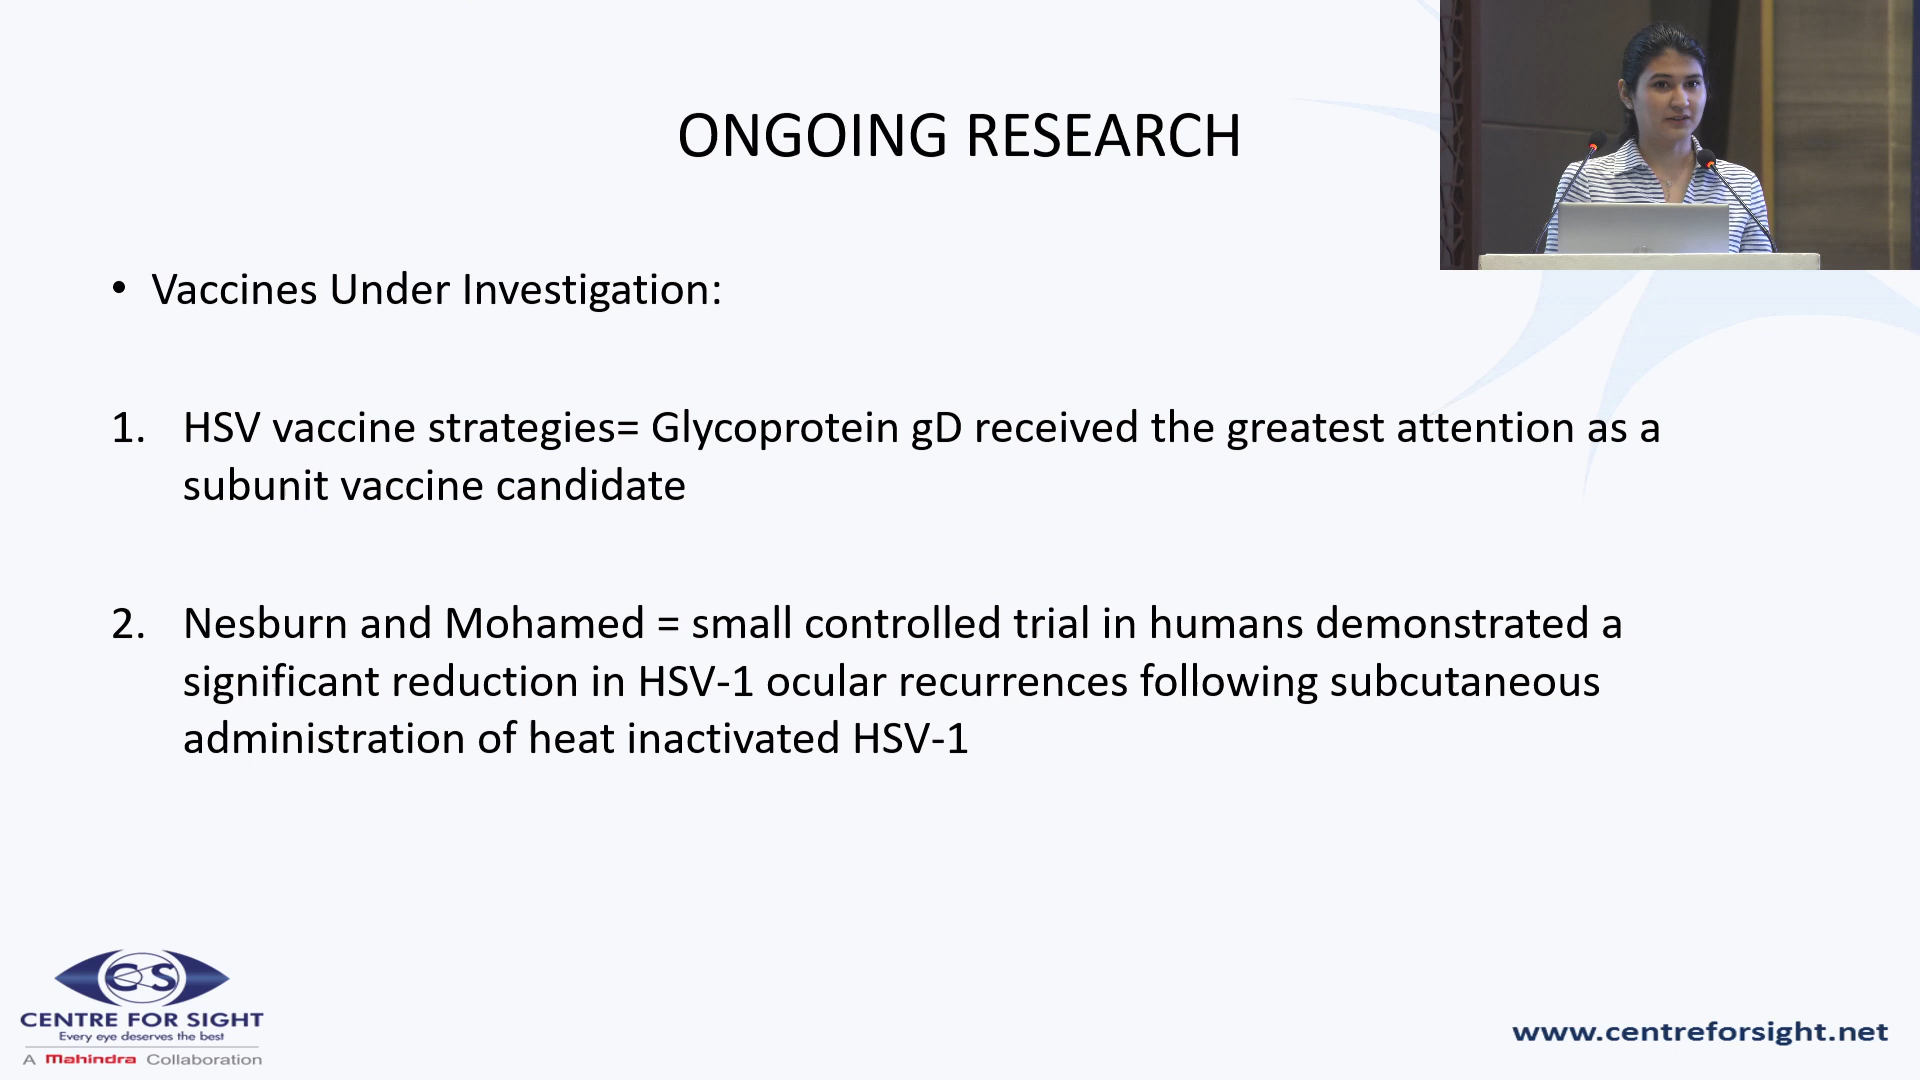 ONGOING RESEARCH
• Vaccines Under Investigation:
1. HSV vaccine strategies= Glycoprotein gD received the greatest attention as a
subunit vaccine candidate
2. Nesburn and Mohamed = small controlled trial in humans demonstrated a
significant reduction in HSV-1 ocular recurrences following subcutaneous
administration of heat inactivated HSV-1
CS
CENTRE FOR SIGHT
Every eye deserves the best
A Mahindra Collaboration
www.centreforsight.net